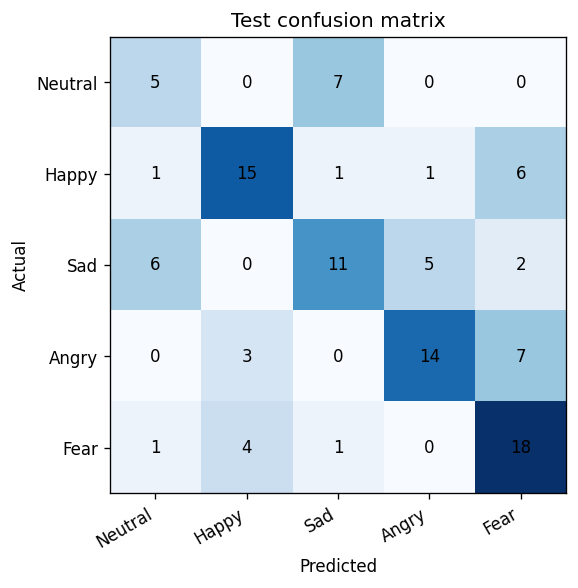 Test confusion matrix
Actual
Neutral 5 0 7 0 0
Happy 1 15 1 1 6
Sad 6 0 11 5 2
Angry 0 3 0 14 7
Fear 1 4 1 0 18
Neutral Happy Sad Angry Fear
Predicted